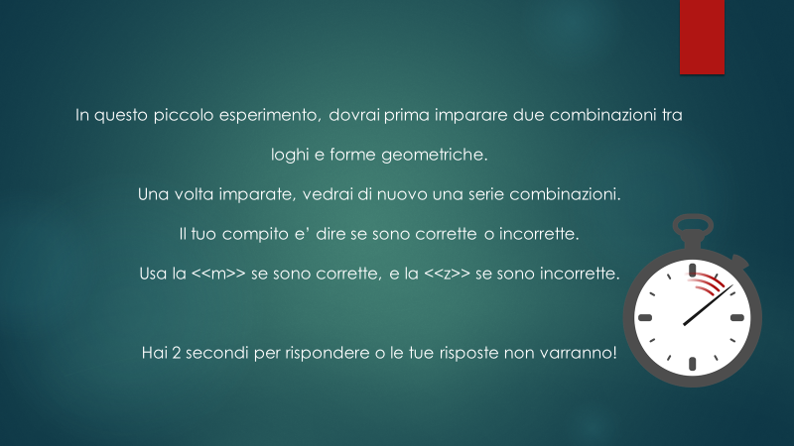 In questo piccolo esperimento, dovrai prima imparare due combinazioni tra
loghi e forme geometriche.
Una volta imparate, vedrai di nuovo una serie combinazioni.
Il tuo compito e' dire se sono corrette o incorrette.
Usa la <<m>> se sono corrette, e la <<z>> se sono incorrette.
Hai 2 secondi per rispondere o le tue risposte non varranno!